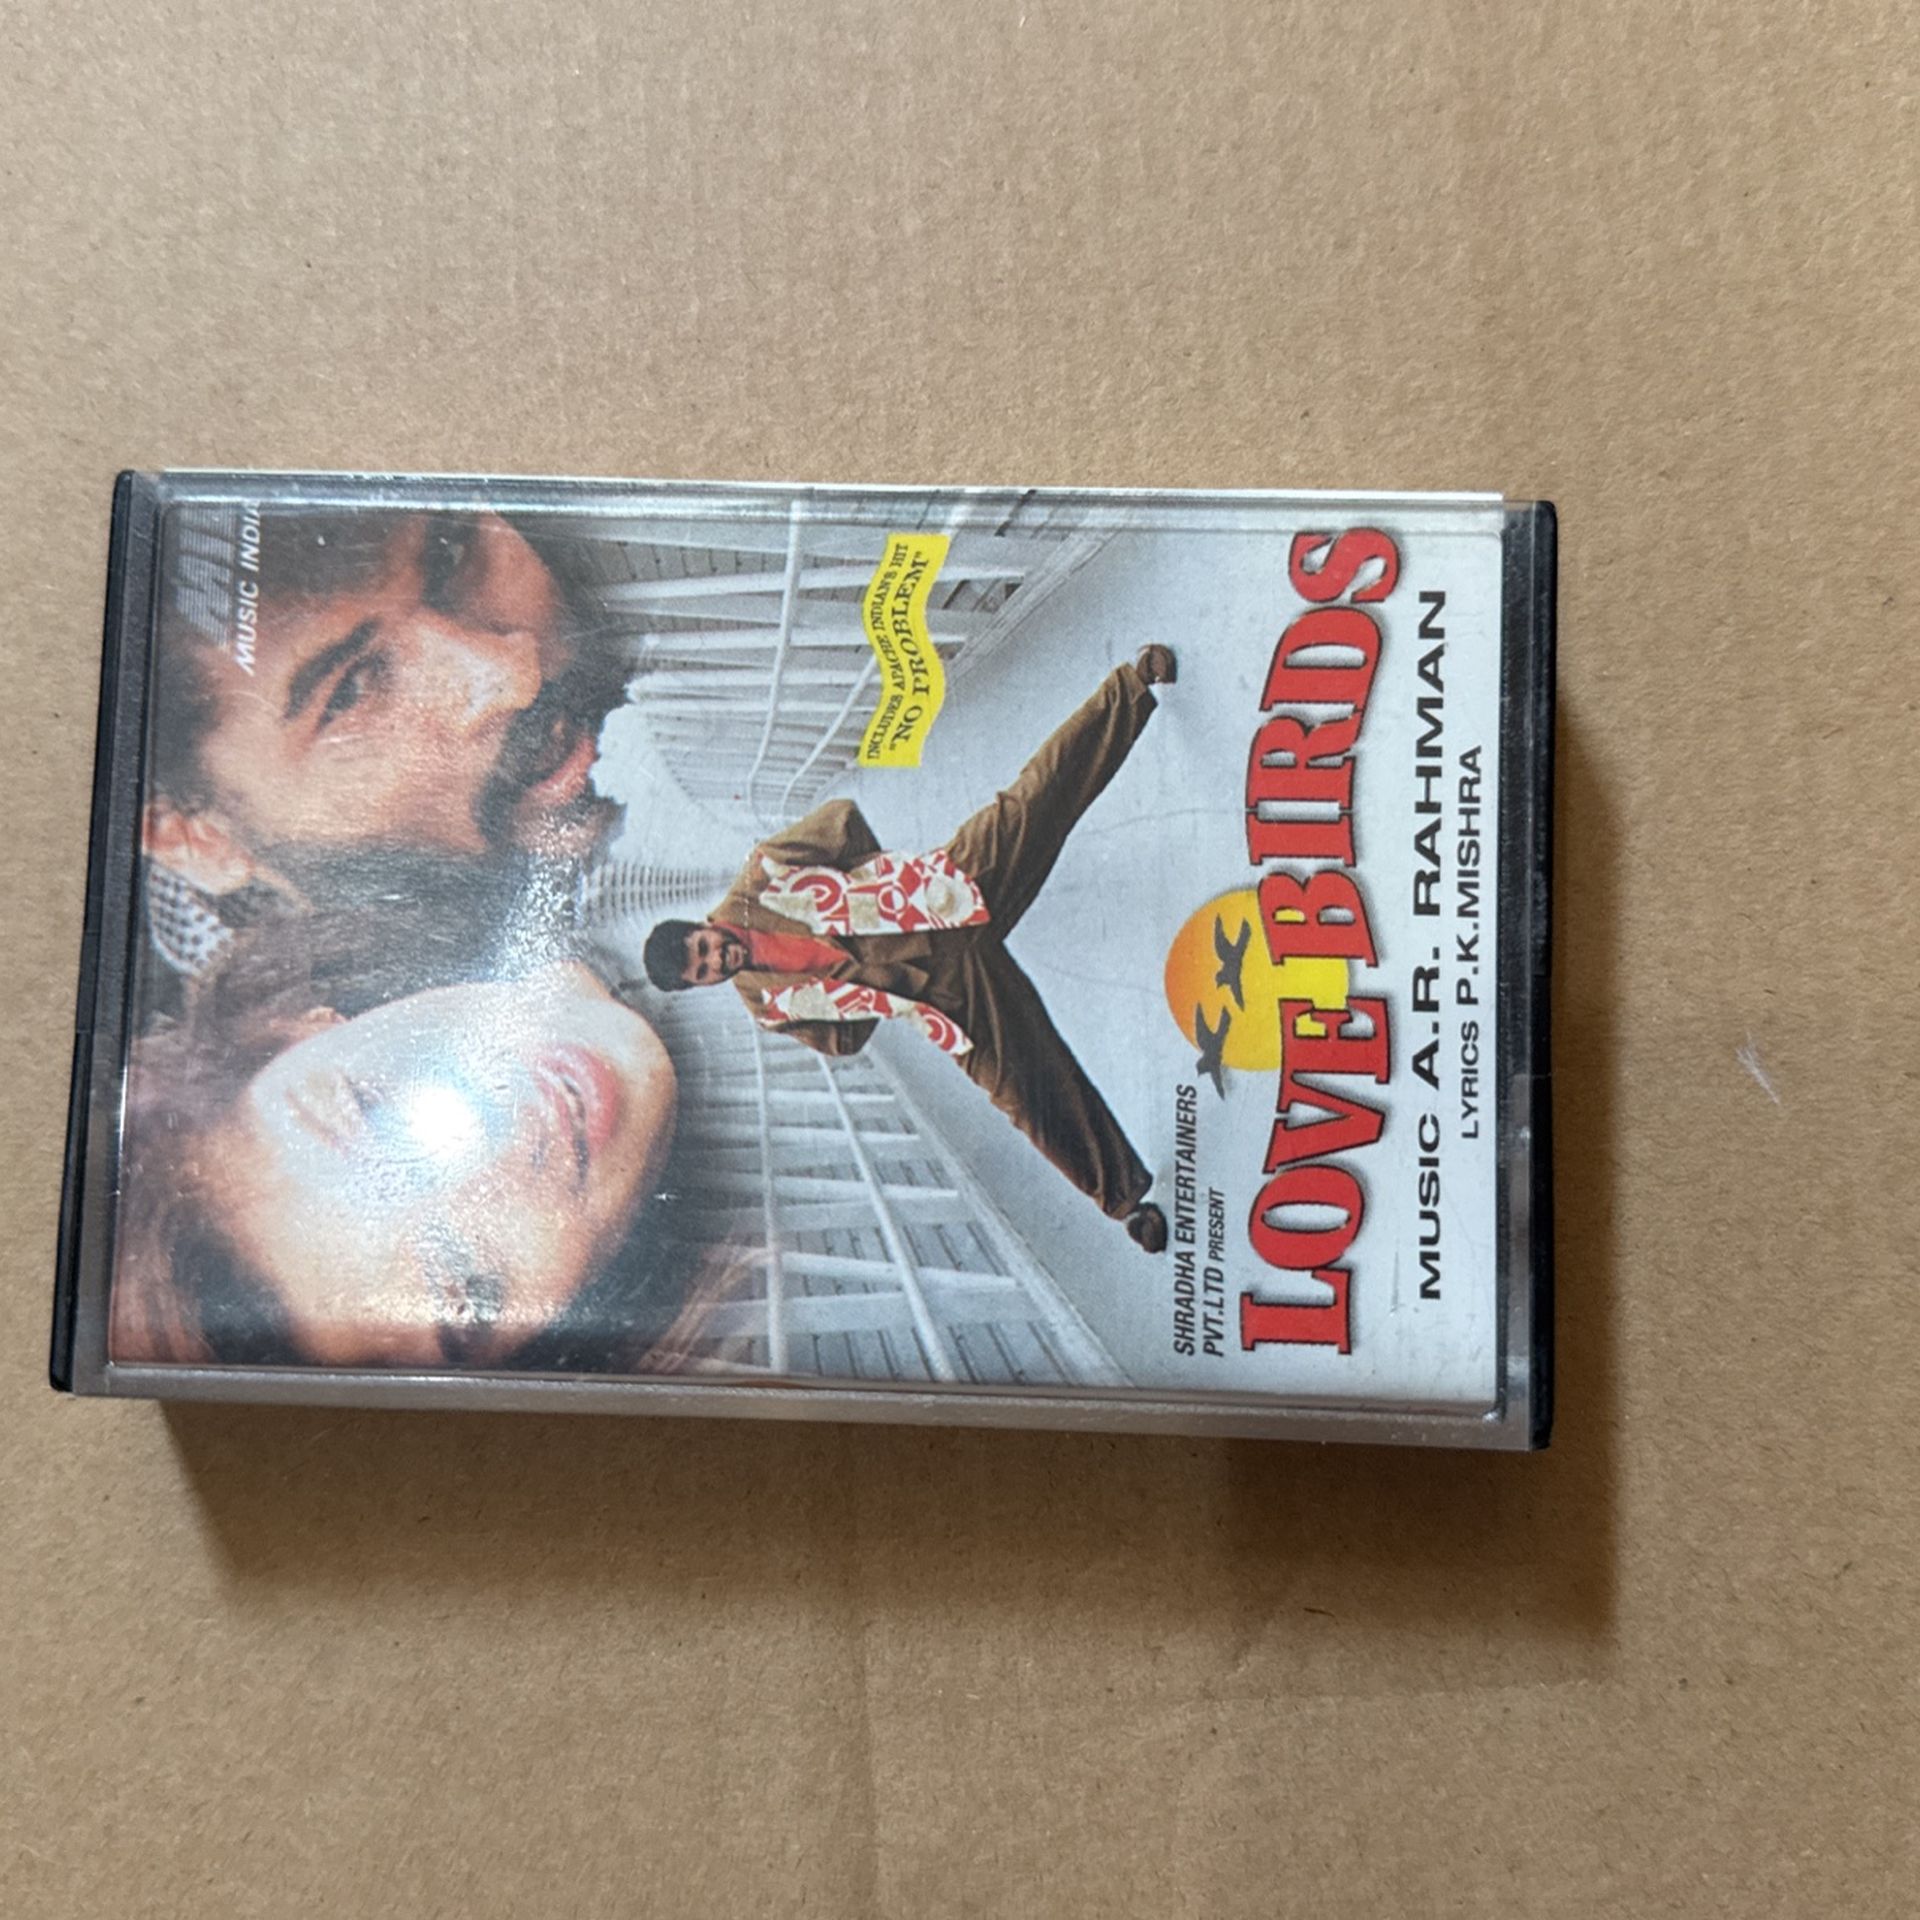 MUSIC INDIA
INCLUDES APACHE INDIAN'S HIT
"NO PROBLEM"
SHRADHA ENTERTAINERS
PVT.LTD PRESENT
LOVE BIRDS
MUSIC A.R. RAHMAN
LYRICS P.K.MISHRA